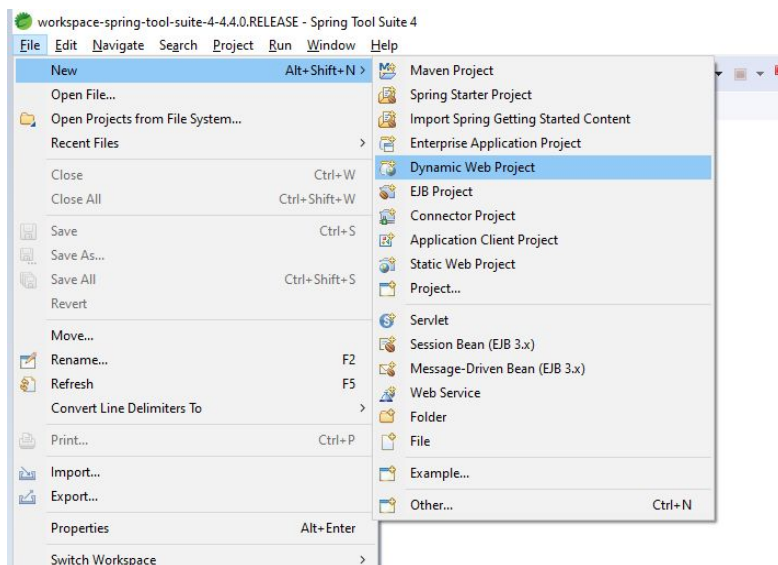 workspace-spring-tool-suite-4-4.4.0.RELEASE - Spring Tool Suite 4
File Edit Navigate Search Project Run Window Help
New Alt+Shift+N >
Open File...
Open Projects from File System...
Recent Files >
Close Ctrl+W
Close All Ctrl+Shift+W
Save Ctrl+S
Save As...
Save All Ctrl+Shift+S
Revert
Move...
Rename... F2
Refresh F5
Convert Line Delimiters To >
Print... Ctrl+P
Import...
Export...
Properties Alt+Enter
Switch Workspace >
Maven Project
Spring Starter Project
Import Spring Getting Started Content
Enterprise Application Project
Dynamic Web Project
EJB Project
Connector Project
Application Client Project
Static Web Project
Project...
Servlet
Session Bean (EJB 3.x)
Message-Driven Bean (EJB 3.x)
Web Service
Folder
File
Example...
Other... Ctrl+N